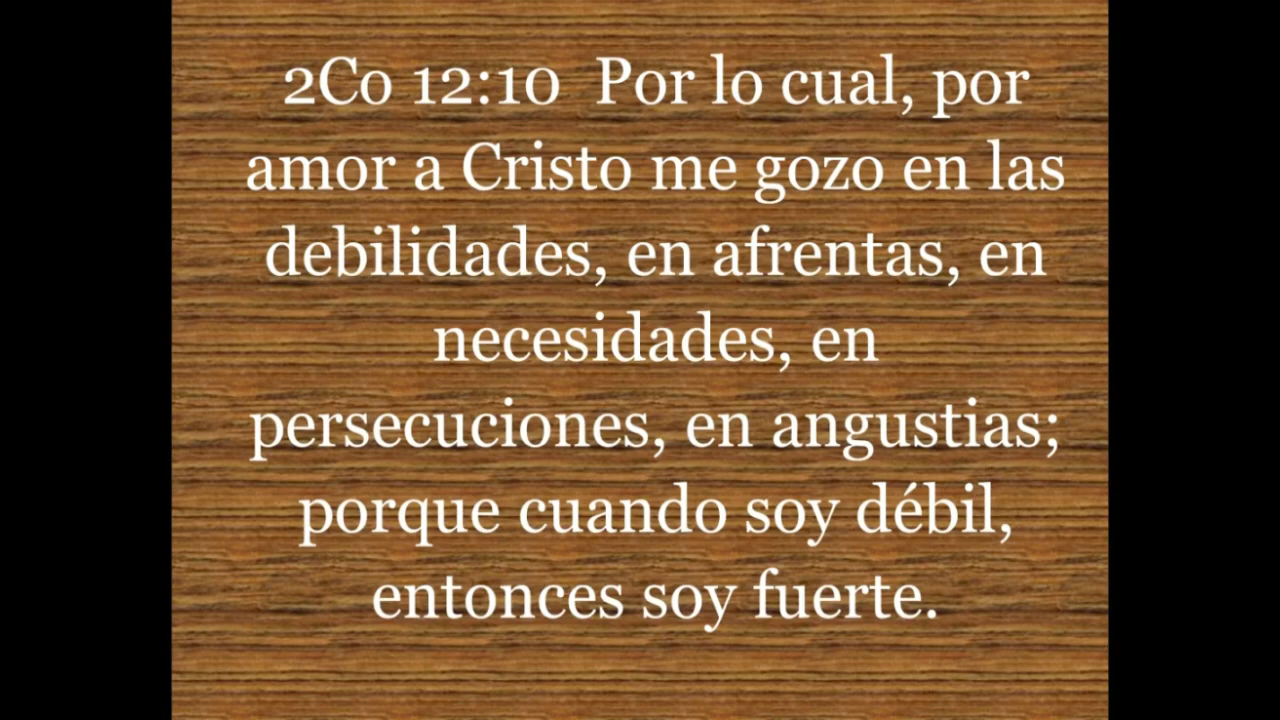 2Co 12:10  Por lo cual, por
amor a Cristo me gozo en las
debilidades, en afrentas, en
necesidades, en
persecuciones, en angustias;
porque cuando soy débil,
entonces soy fuerte.